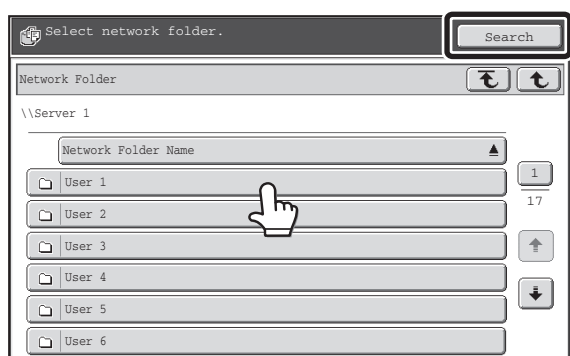 Select network folder.
Search
Network Folder
\\Server 1
Network Folder Name
User 1
1
17
User 2
User 3
User 4
User 5
User 6